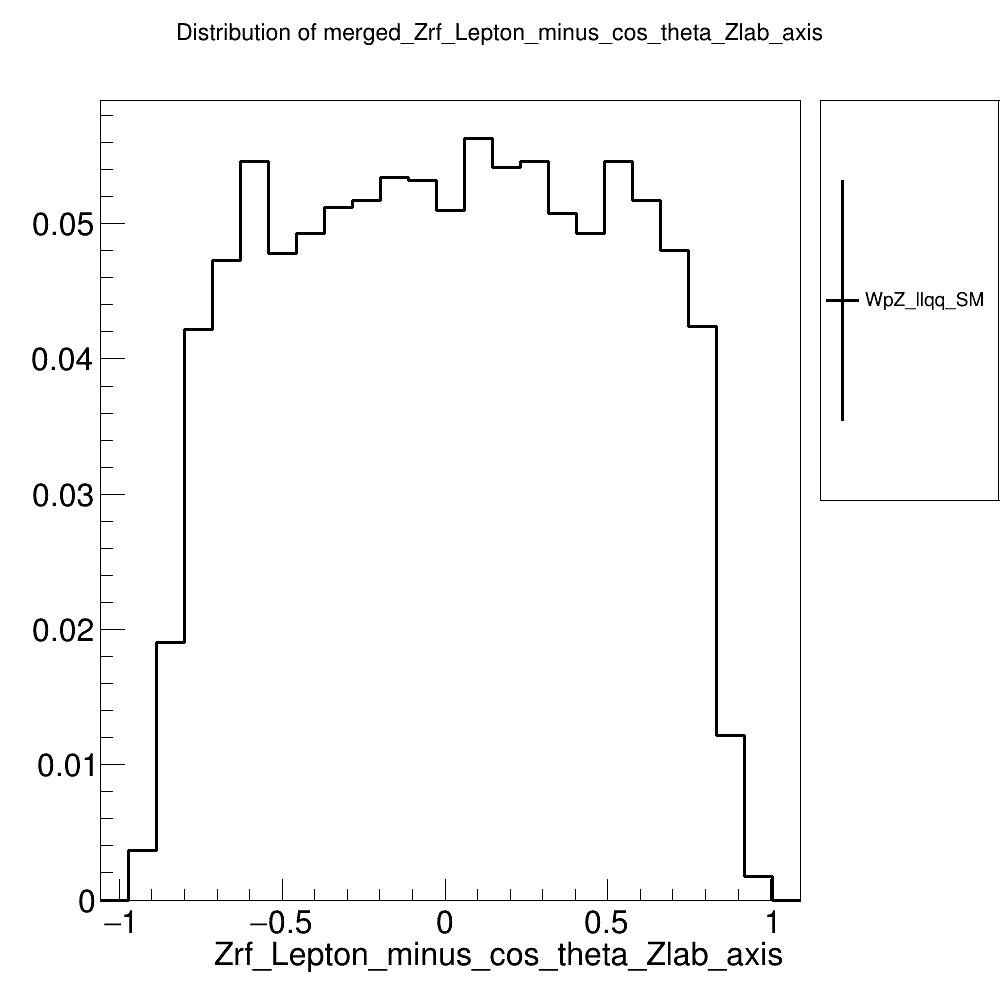 Distribution of merged_Zrf_Lepton_minus_cos_theta_Zlab_axis
0.05
0.04
0.03
0.02
0.01
0
WpZ_llqq_SM
−1 −0.5 0 0.5 1
Zrf_Lepton_minus_cos_theta_Zlab_axis